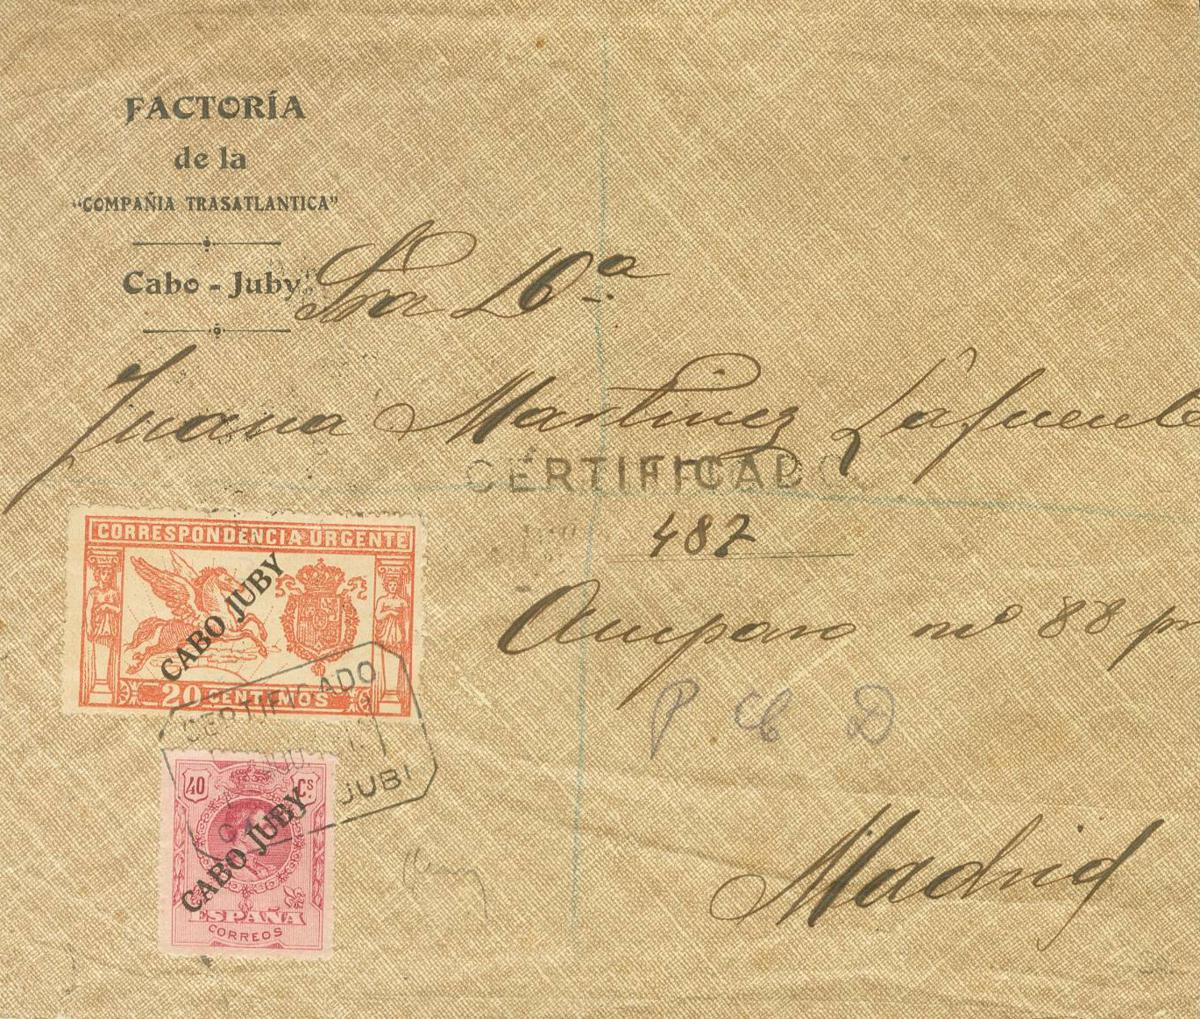 FACTORÍA
de la
"COMPAÑIA TRASATLANTICA"
Cabo - Juby
Sra Dª
Juana Martinez Lafuente
CERTIFICADO
487
Amparo nº 88 pr
P C D
Madrid
CORRESPONDENCIA URGENTE
CABO JUBY
20 CENTIMOS
CERTIFICADO
JUBI
40 Cs
CABO JUBY
ESPAÑA
CORREOS